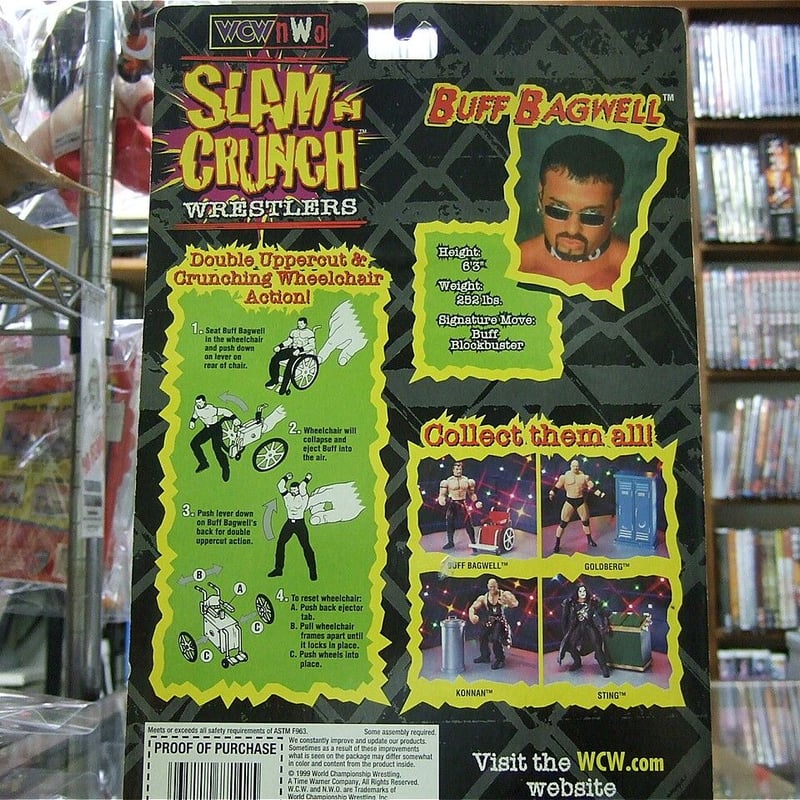 WCW nWo
SLAM N
CRUNCH™
WRESTLERS
Double Uppercut &
Crunching Wheelchair
Action!
1. Seat Buff Bagwell
in the wheelchair
and push down
on lever on
rear of chair.
2. Wheelchair will
collapse and
eject Buff into
the air.
3. Push lever down
on Buff Bagwell's
back for double
uppercut action.
B
A
C
C
4. To reset wheelchair:
A. Push back ejector
tab.
B. Pull wheelchair
frames apart until
it locks in place.
C. Push wheels into
place.
BUFF BAGWELL™
Height:
6'3"
Weight:
252 lbs.
Signature Move:
Buff
Blockbuster
Collect them all!
BUFF BAGWELL™
GOLDBERG™
KONNAN™
STING™
Meets or exceeds all safety requirements of ASTM F963.
Some assembly required.
PROOF OF PURCHASE
We constantly improve and update our products.
Sometimes as a result of these improvements
what is seen on the package may differ somewhat
in color and content from the product inside.
© 1999 World Championship Wrestling,
A Time Warner Company, All Rights Reserved.
W.C.W. and N.W.O. are Trademarks of
World Championship Wrestling, Inc.
Visit the WCW.com
website